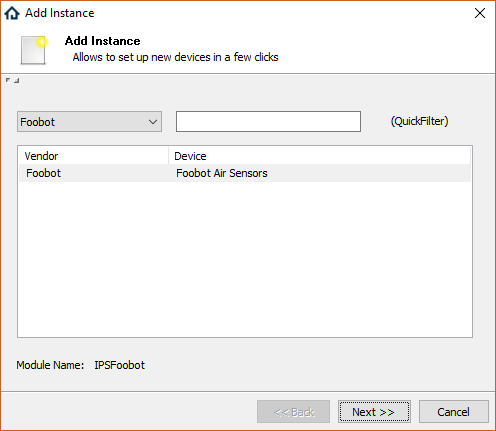 Add Instance
Add Instance
Allows to set up new devices in a few clicks
Foobot (QuickFilter)
Vendor Device
Foobot Foobot Air Sensors
Module Name: IPSFoobot
<< Back Next >> Cancel